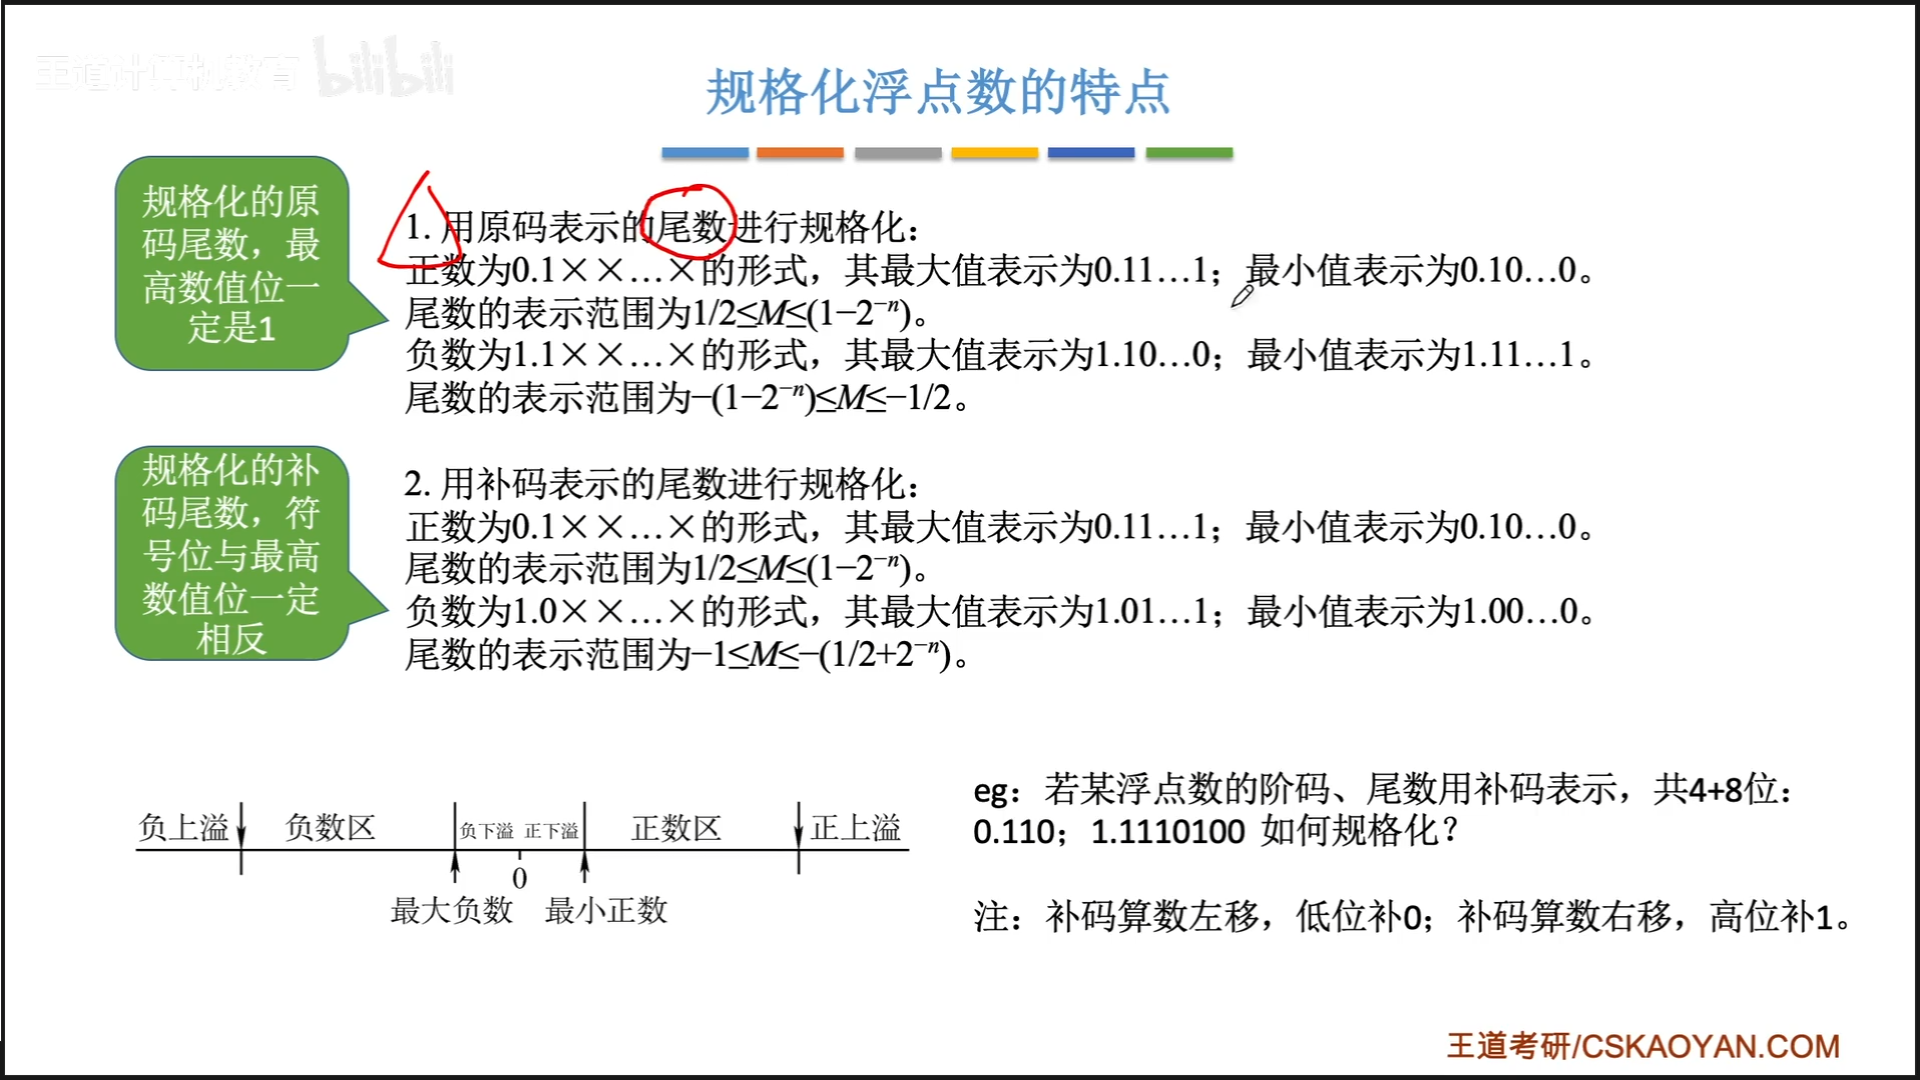 王道计算机教育 bilibili
规格化浮点数的特点
规格化的原
码尾数，最
高数值位一
定是1
1. 用原码表示的尾数进行规格化：
正数为0.1××…×的形式，其最大值表示为0.11…1；最小值表示为0.10…0。
尾数的表示范围为1/2≤M≤(1−2⁻ⁿ)。
负数为1.1××…×的形式，其最大值表示为1.10…0；最小值表示为1.11…1。
尾数的表示范围为−(1−2⁻ⁿ)≤M≤−1/2。
规格化的补
码尾数，符
号位与最高
数值位一定
相反
2. 用补码表示的尾数进行规格化：
正数为0.1××…×的形式，其最大值表示为0.11…1；最小值表示为0.10…0。
尾数的表示范围为1/2≤M≤(1−2⁻ⁿ)。
负数为1.0××…×的形式，其最大值表示为1.01…1；最小值表示为1.00…0。
尾数的表示范围为−1≤M≤−(1/2+2⁻ⁿ)。
负上溢 负数区 负下溢 正下溢 正数区 正上溢
0
最大负数 最小正数
eg：若某浮点数的阶码、尾数用补码表示，共4+8位：
0.110；1.1110100 如何规格化？
注：补码算数左移，低位补0；补码算数右移，高位补1。
王道考研/CSKAOYAN.COM